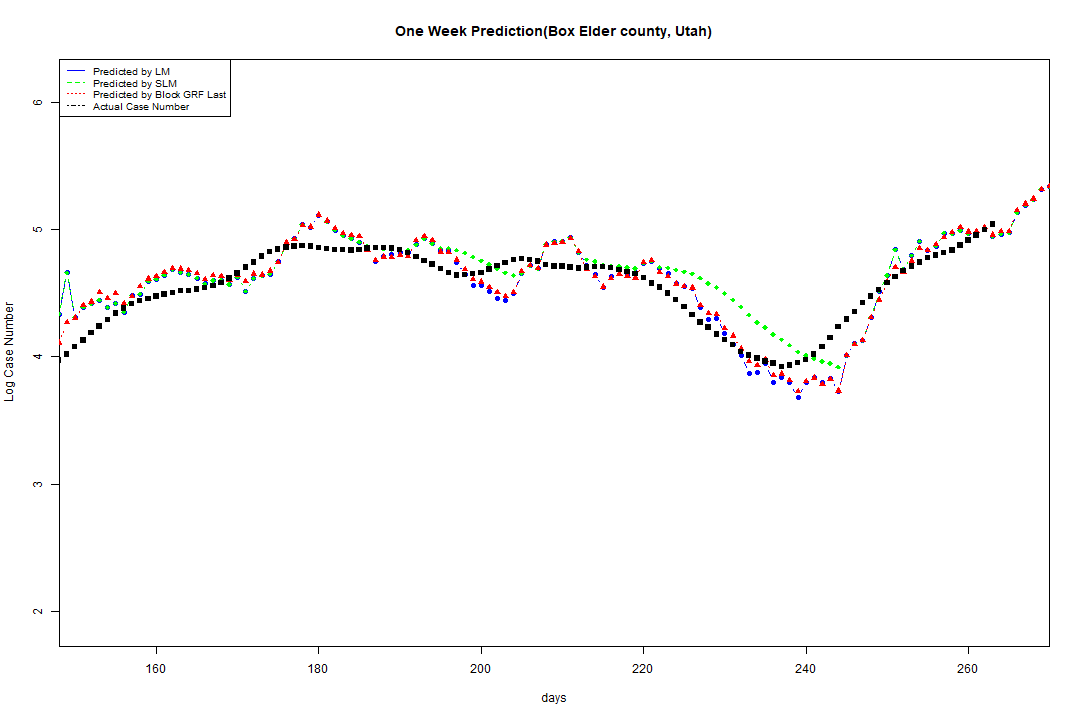 One Week Prediction(Box Elder county, Utah)
Predicted by LM
Predicted by SLM
Predicted by Block GRF Last
Actual Case Number
6
5
4
3
2
Log Case Number
160 180 200 220 240 260
days